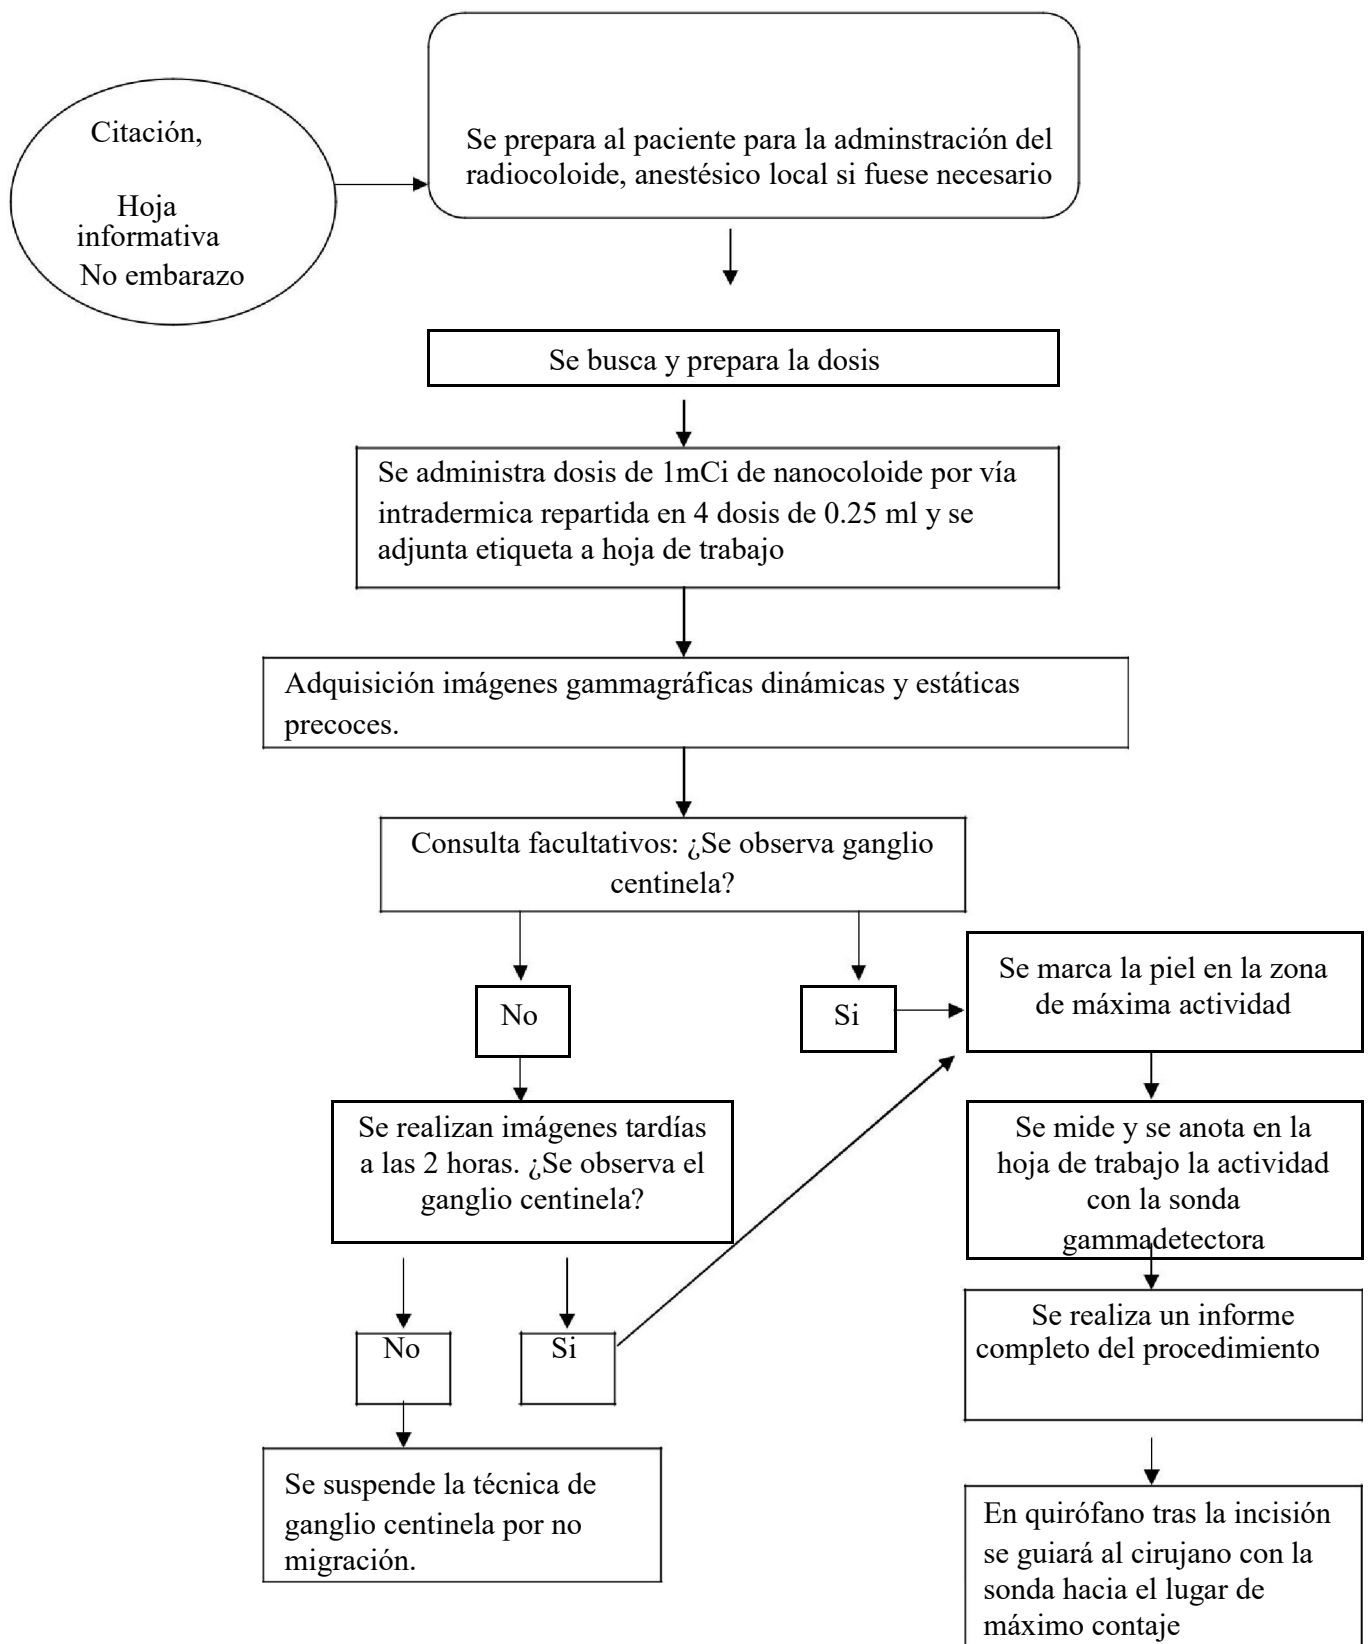 Citación,
Hoja
informativa
No embarazo
Se prepara al paciente para la adminstración del
radiocoloide, anestésico local si fuese necesario
Se busca y prepara la dosis
Se administra dosis de 1mCi de nanocoloide por vía
intradermica repartida en 4 dosis de 0.25 ml y se
adjunta etiqueta a hoja de trabajo
Adquisición imágenes gammagráficas dinámicas y estáticas
precoces.
Consulta facultativos: ¿Se observa ganglio
centinela?
No
Si
Se marca la piel en la zona
de máxima actividad
Se realizan imágenes tardías
a las 2 horas. ¿Se observa el
ganglio centinela?
Se mide y se anota en la
hoja de trabajo la actividad
con la sonda
gammadetectora
No
Si
Se realiza un informe
completo del procedimiento
Se suspende la técnica de
ganglio centinela por no
migración.
En quirófano tras la incisión
se guiará al cirujano con la
sonda hacia el lugar de
máximo contaje